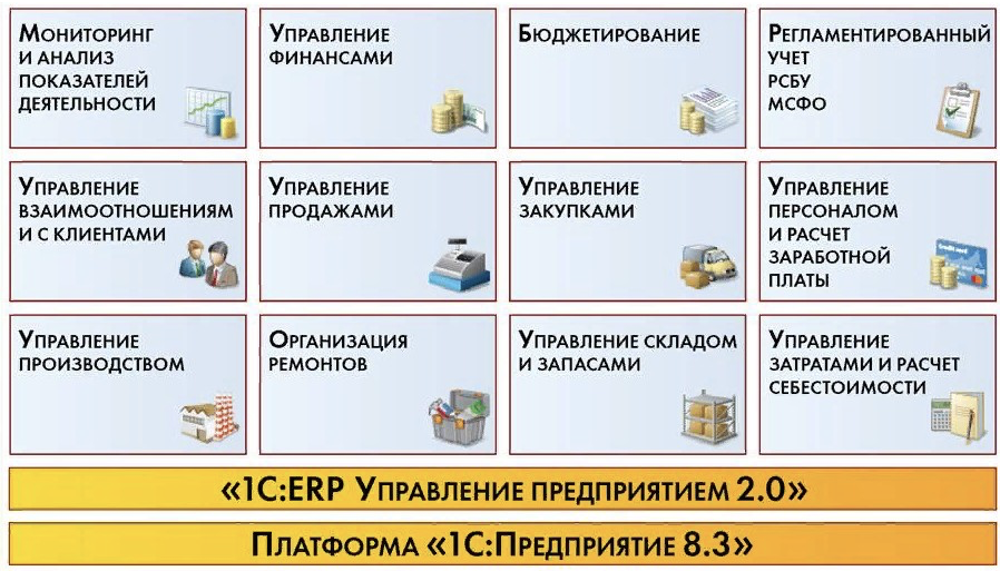 Мониторинг
и анализ
показателей
деятельности
Управление
финансами
Бюджетирование
Регламентированный
учет
РСБУ
МСФО
Управление
взаимоотношениям
и с клиентами
Управление
продажами
Управление
закупками
Управление
персоналом
и расчет
заработной
платы
Управление
производством
Организация
ремонтов
Управление складом
и запасами
Управление
затратами и расчет
себестоимости
«1С:ERP Управление предприятием 2.0»
Платформа «1С:Предприятие 8.3»